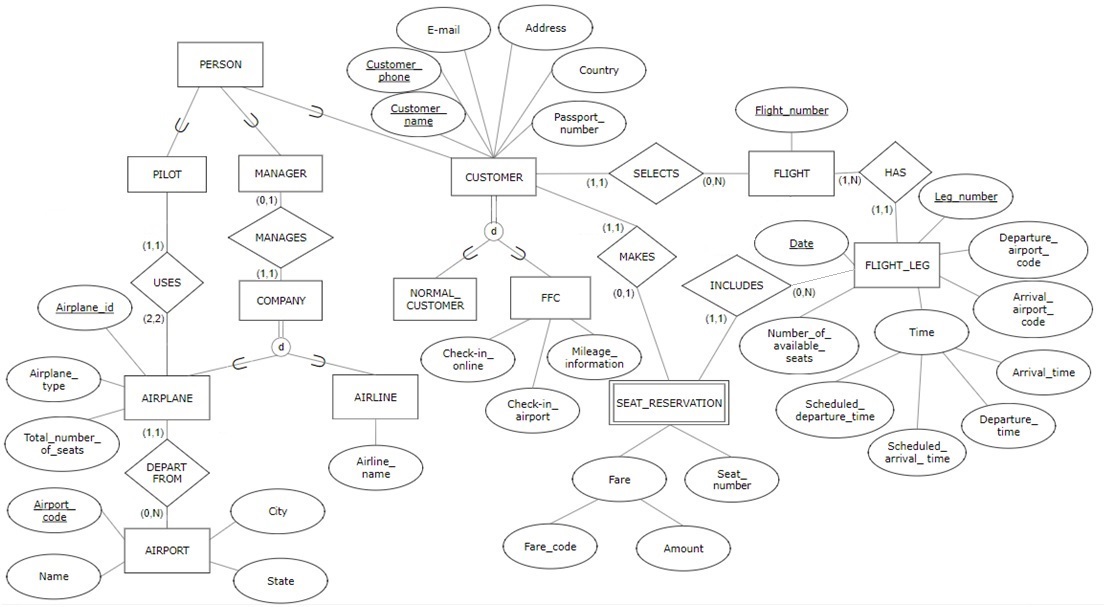 E-mail
Address
PERSON
Customer_
phone
Country
Customer_
name
Passport_
number
Flight_number
PILOT
MANAGER
CUSTOMER
(1,1)
SELECTS
(0,N)
FLIGHT
(1,N)
HAS
(0,1)
(1,1)
Leg_number
MANAGES
d
(1,1)
MAKES
Date
Departure_
airport_
code
(1,1)
(1,1)
FLIGHT_LEG
USES
COMPANY
NORMAL_
CUSTOMER
FFC
(0,1)
INCLUDES
(0,N)
Arrival_
airport_
code
Airplane_id
(2,2)
(1,1)
Number_of_
available_
seats
Time
d
Check-in_
online
Mileage_
information
Airplane_
type
Arrival_time
AIRPLANE
AIRLINE
Check-in_
airport
SEAT_RESERVATION
Scheduled_
departure_time
Departure_
time
Total_number_
of_seats
(1,1)
Scheduled_
arrival_ time
DEPART
FROM
Airline_
name
Fare
Seat_
number
Airport_
code
(0,N)
City
AIRPORT
Fare_code
Amount
Name
State